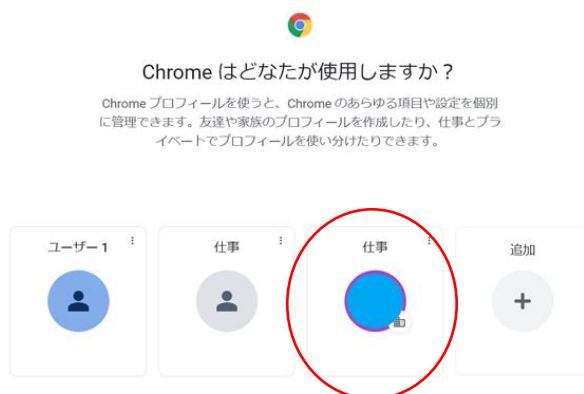 Chrome はどなたが使用しますか？
Chrome プロフィールを使うと、Chrome のあらゆる項目や設定を個別
に管理できます。友達や家族のプロフィールを作成したり、仕事とプラ
イベートでプロフィールを使い分けたりできます。
ユーザー 1
仕事
仕事
追加